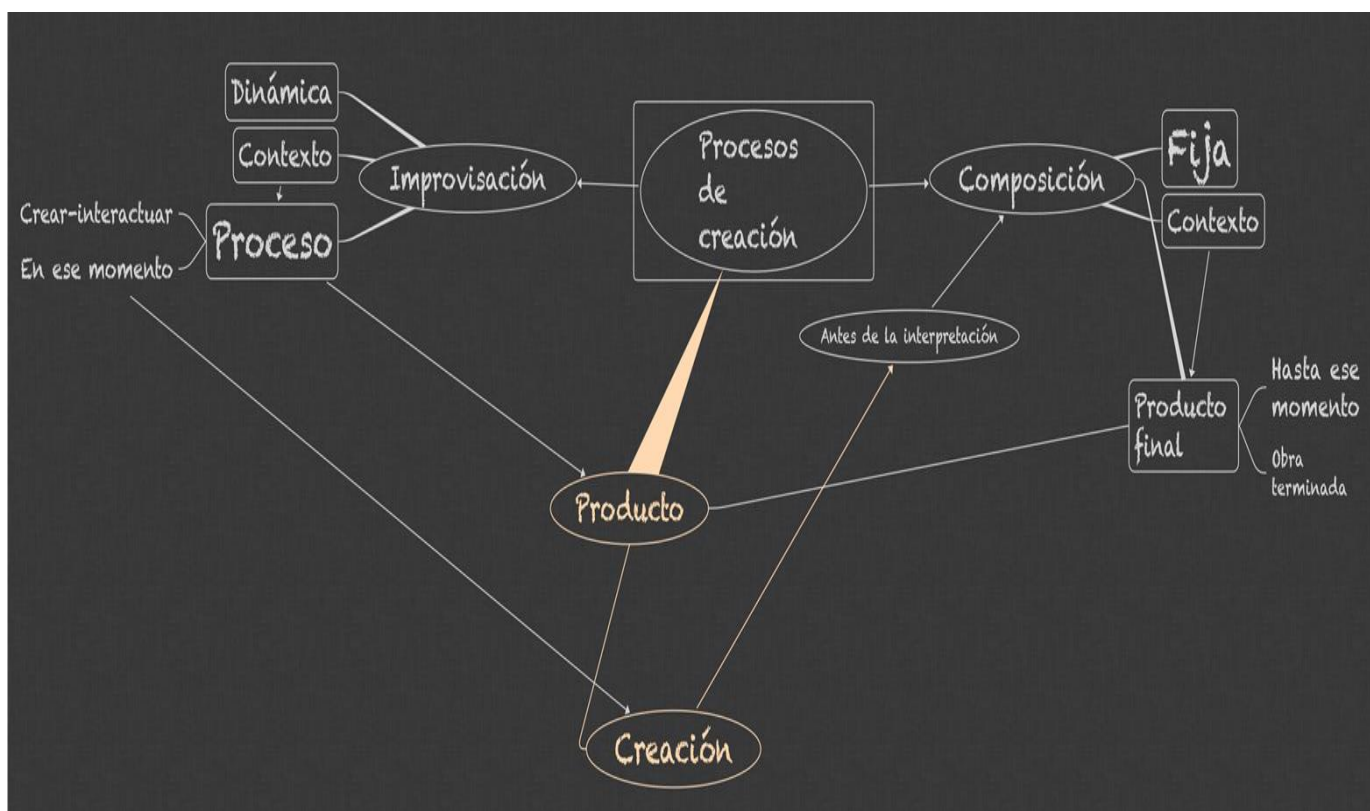 Dinámica
Contexto
Crear-interactuar
En ese momento
Proceso
Improvisación
Procesos
de
creación
Composición
Fija
Contexto
Antes de la interpretación
Producto
final
Hasta ese
momento
Obra
terminada
Producto
Creación